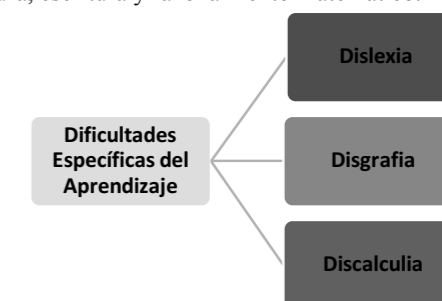 Dislexia
Dificultades
Específicas del
Aprendizaje
Disgrafia
Discalculia